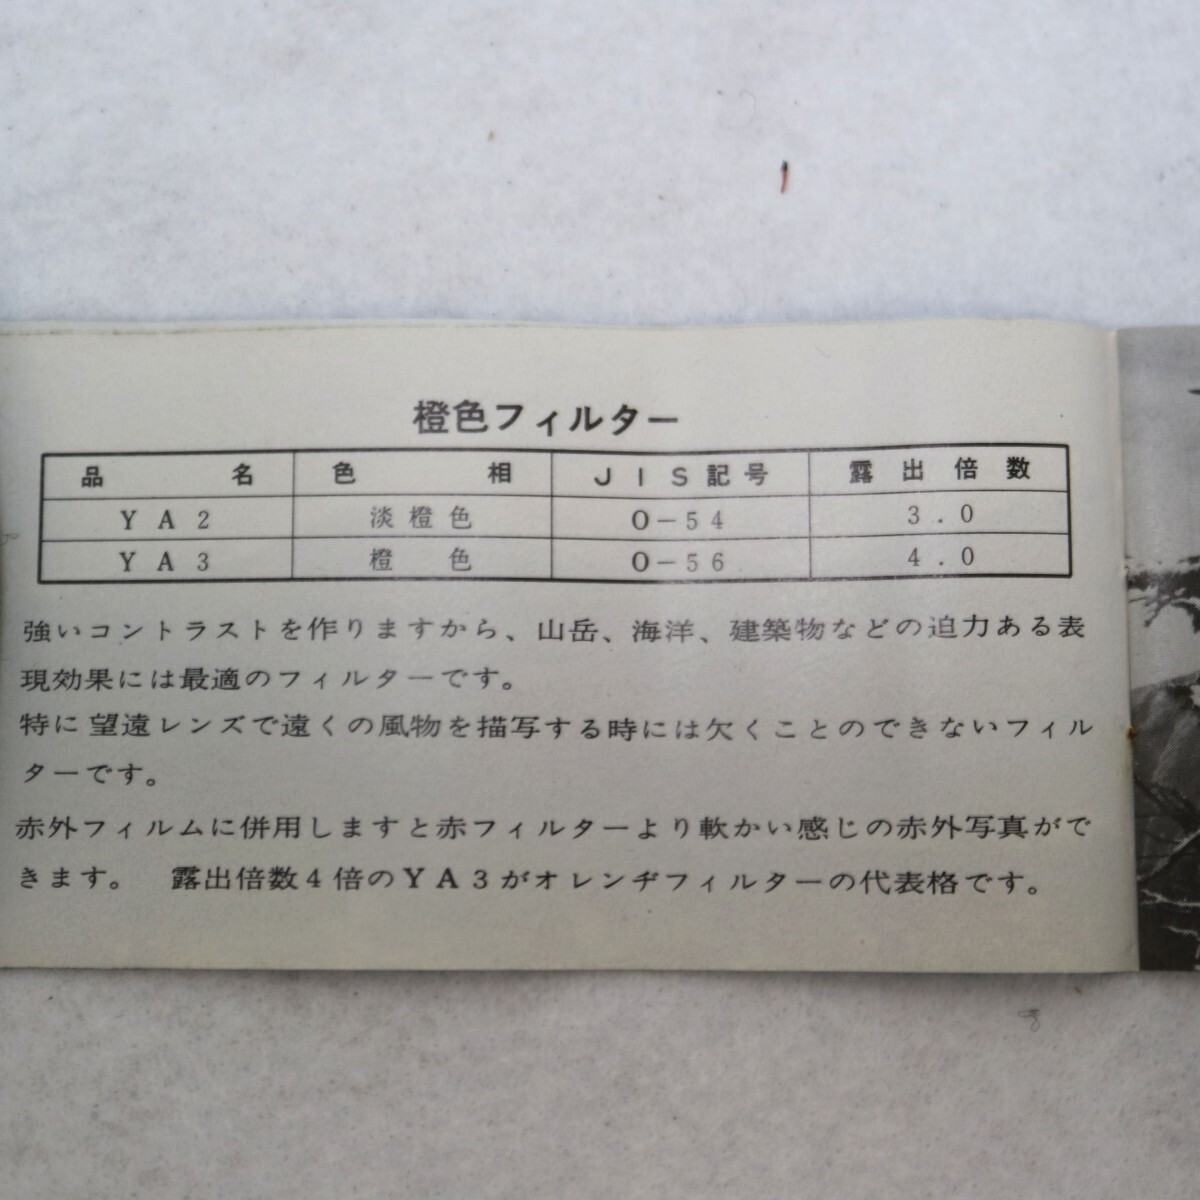 橙色フィルター
品名 色相 JIS記号 露出倍数
YA2 淡橙色 O-54 3.0
YA3 橙色 O-56 4.0
強いコントラストを作りますから、山岳、海洋、建築物などの迫力ある表
現効果には最適のフィルターです。
特に望遠レンズで遠くの風物を描写する時には欠くことのできないフィル
ターです。
赤外フィルムに併用しますと赤フィルターより軟かい感じの赤外写真がで
きます。 露出倍数4倍のYA3がオレンヂフィルターの代表格です。